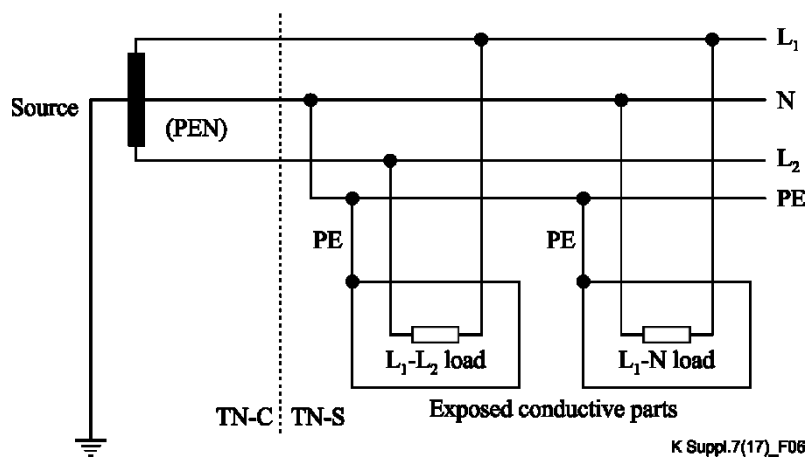 L₁
Source
N
(PEN)
L₂
PE
PE
PE
L₁-L₂ load
L₁-N load
TN-C
TN-S
Exposed conductive parts
K Suppl.7(17)_F06